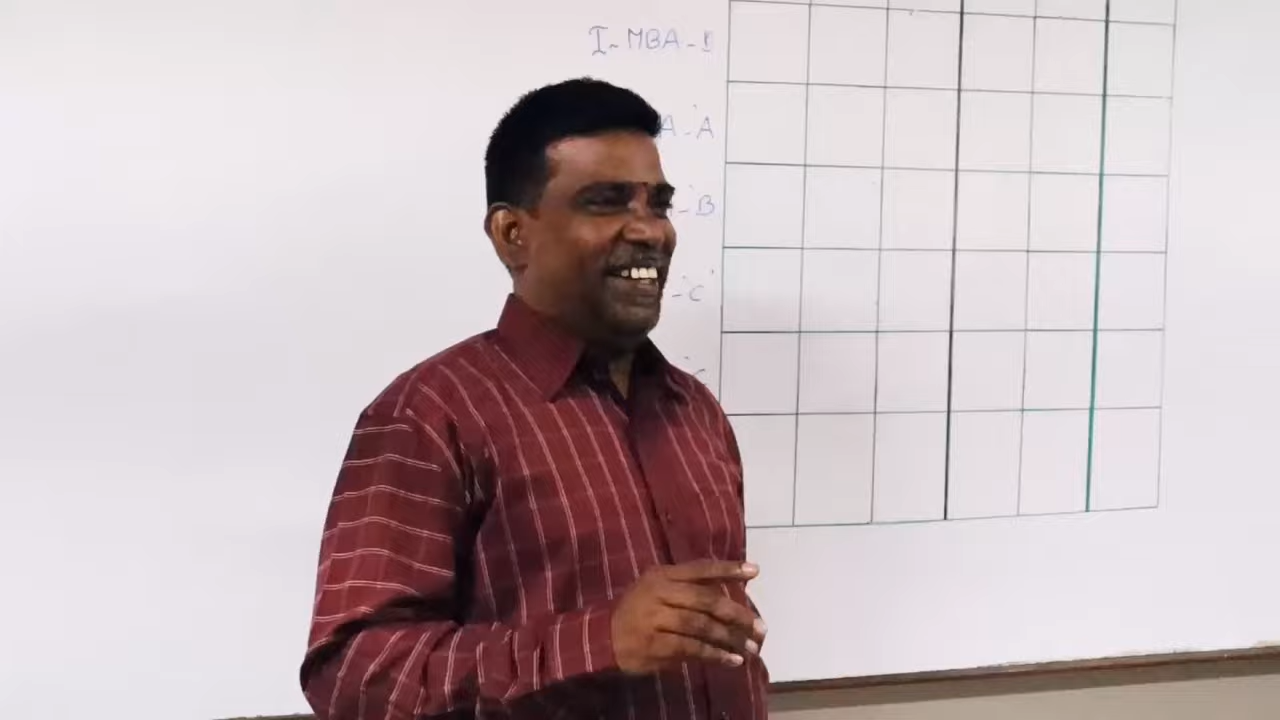 I- MBA -
A - 'A
- 'B
- 'C'
'C